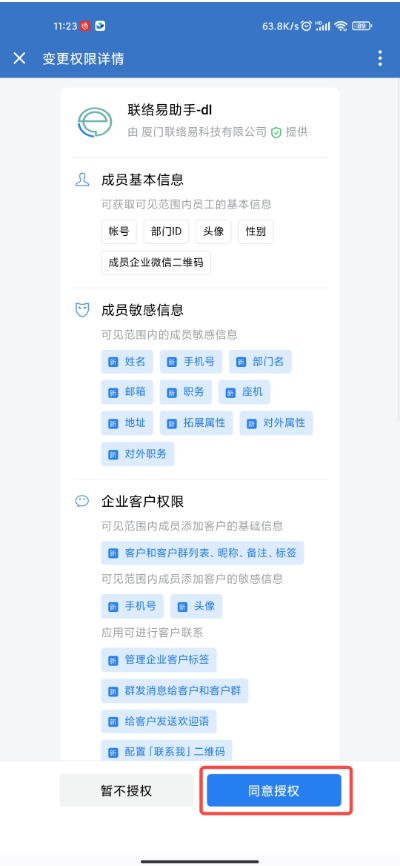 11:23 63.8K/s HD 5G 89
变更权限详情
联络易助手-dl
由 厦门联络易科技有限公司 提供
成员基本信息
可获取可见范围内员工的基本信息
帐号 部门ID 头像 性别
成员企业微信二维码
成员敏感信息
可见范围内的成员敏感信息
新 姓名 新 手机号 新 部门名
新 邮箱 新 职务 新 座机
新 地址 新 拓展属性 新 对外属性
新 对外职务
企业客户权限
可见范围内成员添加客户的基础信息
新 客户和客户群列表、昵称、备注、标签
可见范围内成员添加客户的敏感信息
新 手机号 新 头像
应用可进行客户联系
新 管理企业客户标签
新 群发消息给客户和客户群
新 给客户发送欢迎语
新 配置「联系我」二维码
暂不授权 同意授权